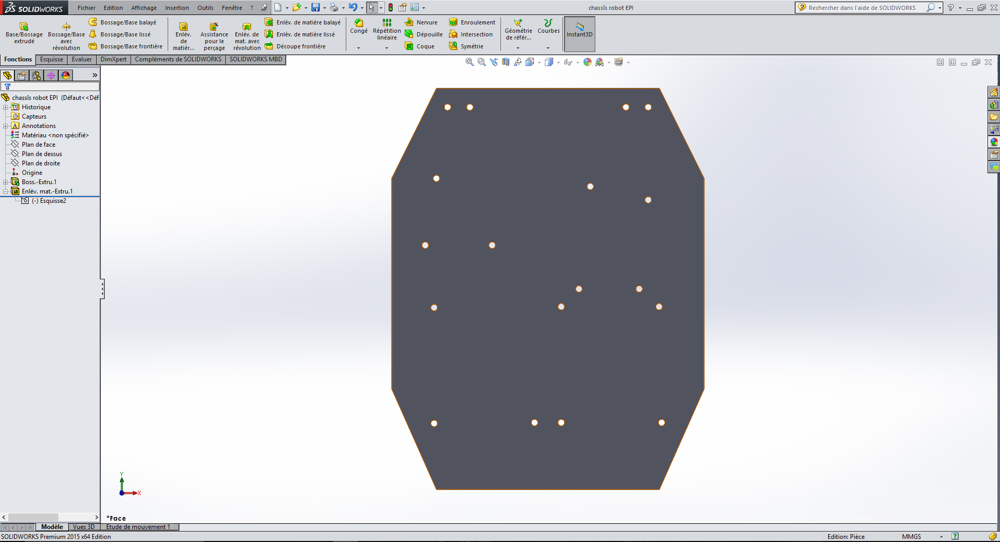 SOLIDWORKS
Fichier Edition Affichage Insertion Outils Fenêtre ?
chassîs robot EPI
Rechercher dans l'aide de SOLIDWORKS
?
Base/Bossage
extrudé
Bossage/Base
avec
révolution
Bossage/Base balayé
Bossage/Base lissé
Bossage/Base frontière
Enlèv.
de
matièr...
Assistance
pour le
perçage
Enlèv. de
mat. avec
révolution
Enlèv. de matière balayé
Enlèv. de matière lissé
Découpe frontière
Congé
Répétition
linéaire
Nervure
Dépouille
Coque
Enroulement
Intersection
Symétrie
Géométrie
de référ...
Courbes
Instant3D
Fonctions Esquisse Evaluer DimXpert Compléments de SOLIDWORKS SOLIDWORKS MBD
chassîs robot EPI (Défaut<<Déf
Historique
Capteurs
Annotations
Matériau <non spécifié>
Plan de face
Plan de dessus
Plan de droite
Origine
Boss.-Extru.1
Enlèv. mat.-Extru.1
(-) Esquisse2
Y
X
*Face
Modèle Vues 3D Etude de mouvement 1
SOLIDWORKS Premium 2015 x64 Edition
Edition: Pièce
MMGS
?